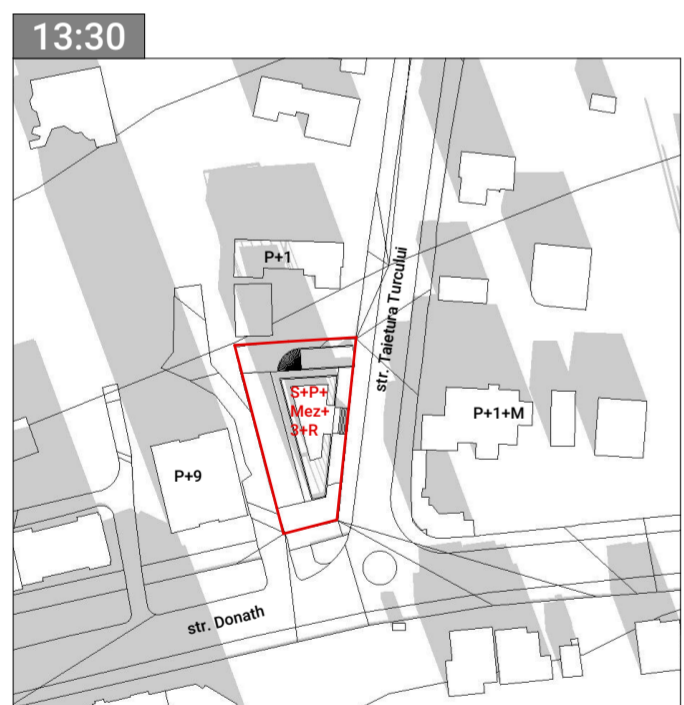 13:30
P+1
str. Taietura Turcului
S+P+
Mez+
3+R
P+1+M
P+9
str. Donath